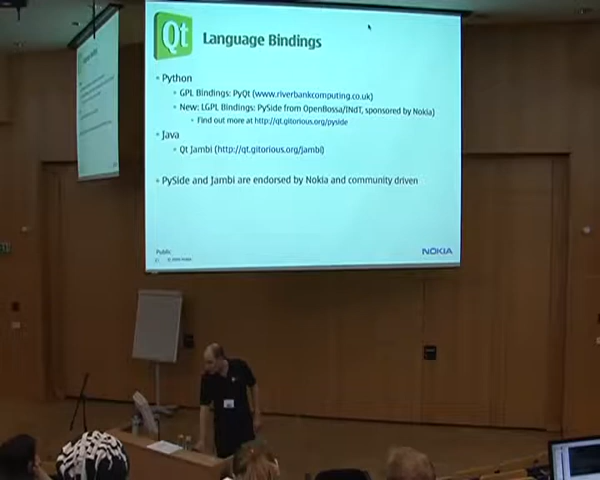 Qt
Language Bindings
Python
GPL Bindings: PyQt (www.riverbankcomputing.co.uk)
New: LGPL Bindings: PySide from OpenBossa/INdT, sponsored by Nokia)
Find out more at http://qt.gitorious.org/pyside
Java
Qt Jambi (http://qt.gitorious.org/jambi)
PySide and Jambi are endorsed by Nokia and community driven
Public
NOKIA